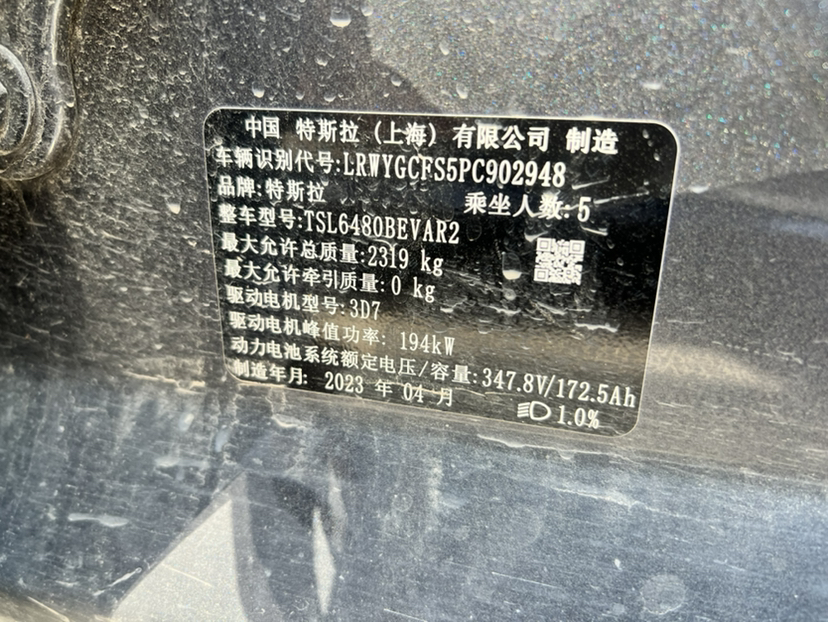 中国 特斯拉（上海）有限公司 制造
车辆识别代号:LRWYGCFS5PC902948
品牌:特斯拉 乘坐人数:5
整车型号:TSL6480BEVAR2
最大允许总质量:2319 kg
最大允许牵引质量:0 kg
驱动电机型号:3D7
驱动电机峰值功率: 194kW
动力电池系统额定电压/容量:347.8V/172.5Ah
制造年月: 2023 年 04 月 1.0%